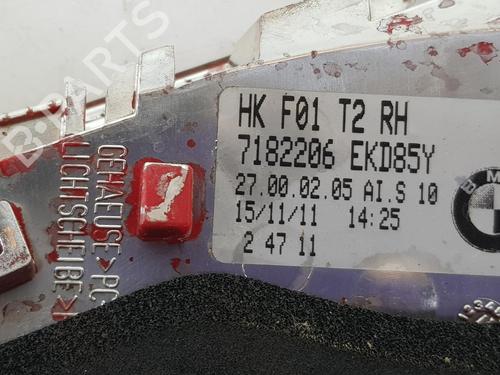 HK F01 T2 RH
7182206 EKD85Y
27.00.02.05 AI.S 10
15/11/11 14:25
2 47 11
GEHAEUSE >PC
LICHTSCHEIBE >
B-PARTS